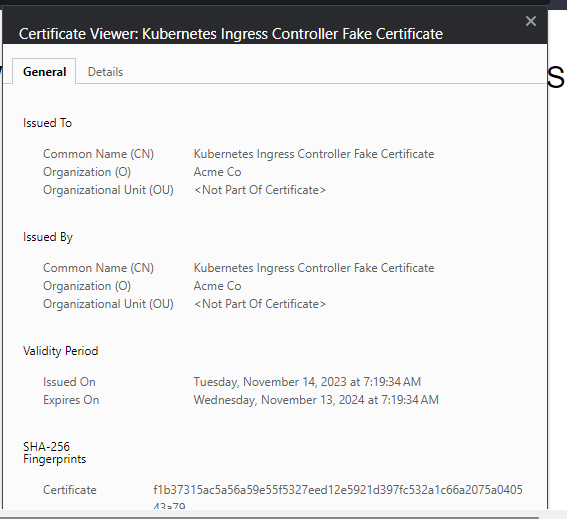 Certificate Viewer: Kubernetes Ingress Controller Fake Certificate
General Details
S
Issued To
Common Name (CN) Kubernetes Ingress Controller Fake Certificate
Organization (O) Acme Co
Organizational Unit (OU) <Not Part Of Certificate>
Issued By
Common Name (CN) Kubernetes Ingress Controller Fake Certificate
Organization (O) Acme Co
Organizational Unit (OU) <Not Part Of Certificate>
Validity Period
Issued On Tuesday, November 14, 2023 at 7:19:34 AM
Expires On Wednesday, November 13, 2024 at 7:19:34 AM
SHA-256
Fingerprints
Certificate f1b37315ac5a56a59e55f5327eed12e5921d397fc532a1c66a2075a0405
43a79